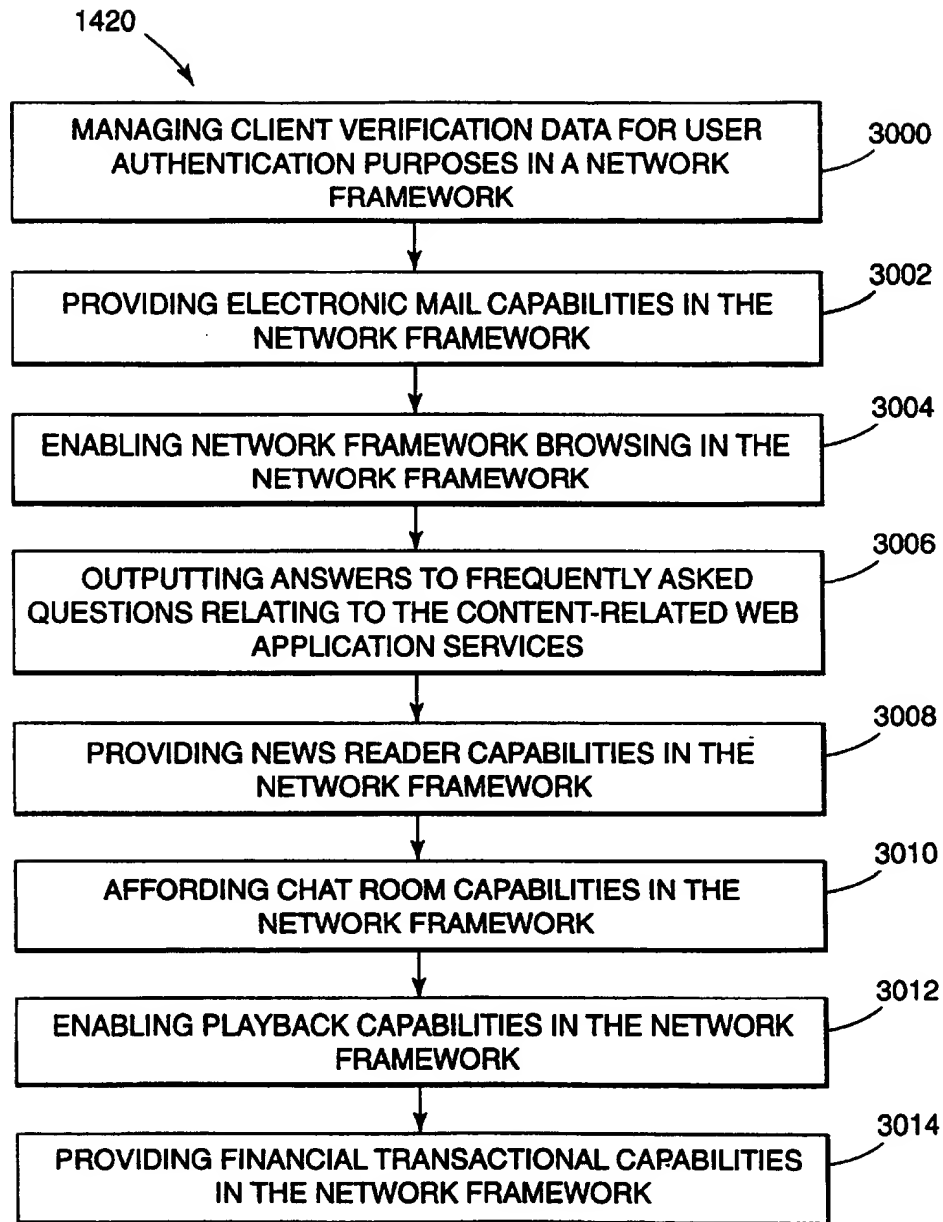 1420
MANAGING CLIENT VERIFICATION DATA FOR USER
AUTHENTICATION PURPOSES IN A NETWORK
FRAMEWORK
3000
PROVIDING ELECTRONIC MAIL CAPABILITIES IN THE
NETWORK FRAMEWORK
3002
ENABLING NETWORK FRAMEWORK BROWSING IN THE
NETWORK FRAMEWORK
3004
OUTPUTTING ANSWERS TO FREQUENTLY ASKED
QUESTIONS RELATING TO THE CONTENT-RELATED WEB
APPLICATION SERVICES
3006
PROVIDING NEWS READER CAPABILITIES IN THE
NETWORK FRAMEWORK
3008
AFFORDING CHAT ROOM CAPABILITIES IN THE
NETWORK FRAMEWORK
3010
ENABLING PLAYBACK CAPABILITIES IN THE NETWORK
FRAMEWORK
3012
PROVIDING FINANCIAL TRANSACTIONAL CAPABILITIES
IN THE NETWORK FRAMEWORK
3014